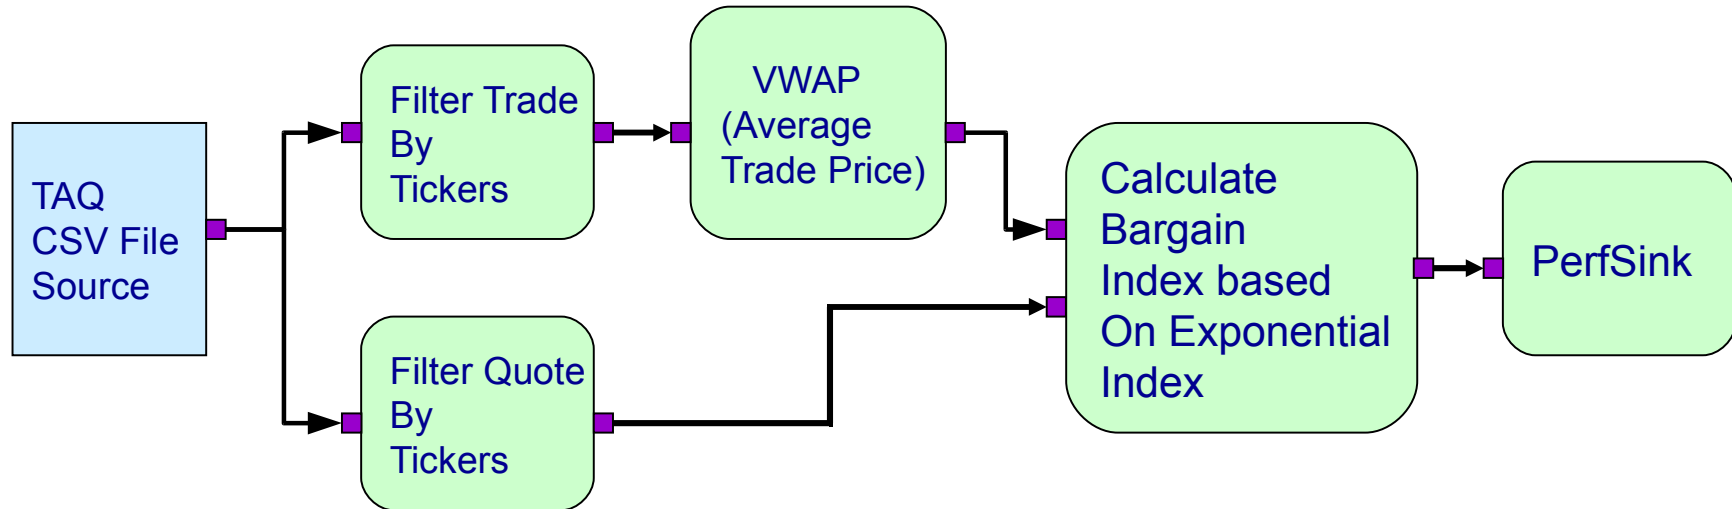 TAQ
CSV File
Source
Filter Trade
By
Tickers
VWAP
(Average
Trade Price)
Filter Quote
By
Tickers
Calculate
Bargain
Index based
On Exponential
Index
PerfSink